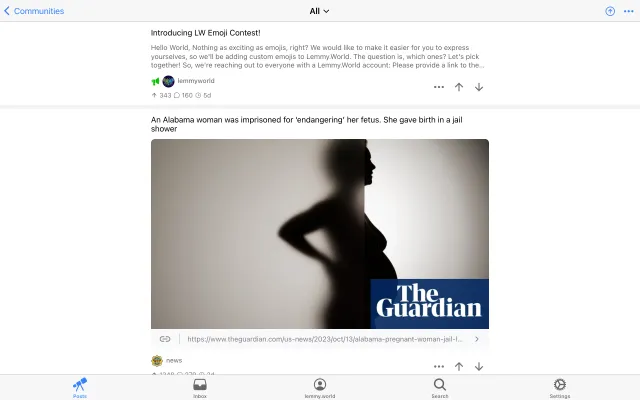 Communities
All
Introducing LW Emoji Contest!
Hello World, Nothing as exciting as emojis, right? We would like to make it easier for you to express
yourselves, so we'll be adding custom emojis to Lemmy.World. The question is, which ones? Let's pick
together! So, we're reaching out to everyone with a Lemmy.World account: Please provide a link to the...
lemmyworld
343 160 5d
An Alabama woman was imprisoned for ‘endangering’ her fetus. She gave birth in a jail
shower
The
Guardian
https://www.theguardian.com/us-news/2023/oct/13/alabama-pregnant-woman-jail-l...
news
Posts
Inbox
lemmy.world
Search
Settings